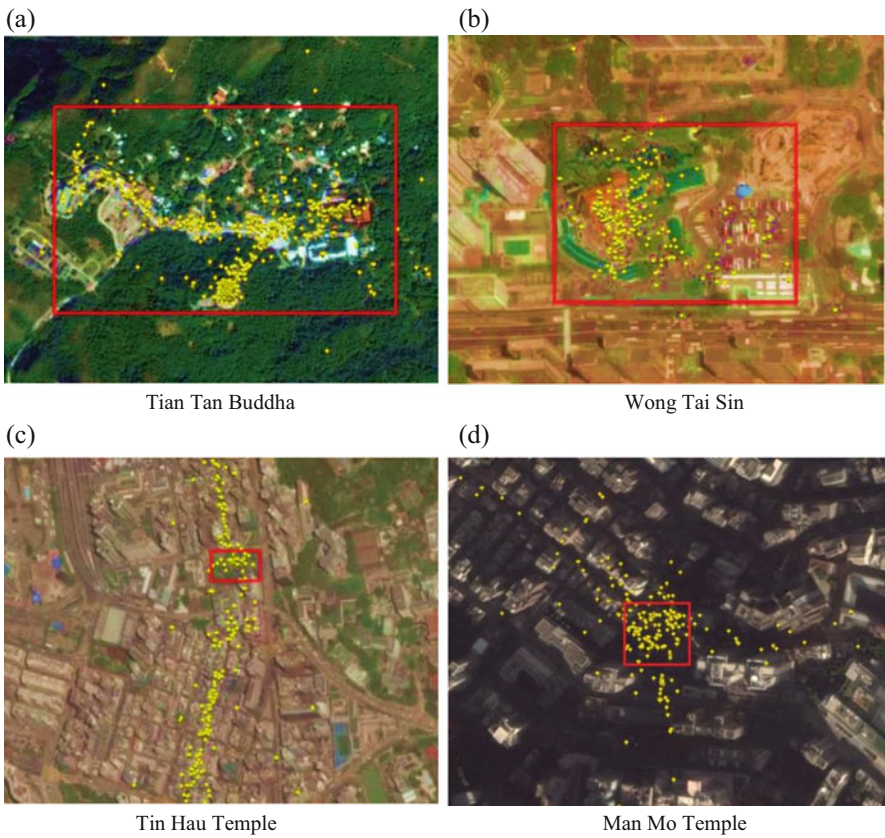 (a)
(b)
Tian Tan Buddha
Wong Tai Sin
(c)
(d)
Tin Hau Temple
Man Mo Temple